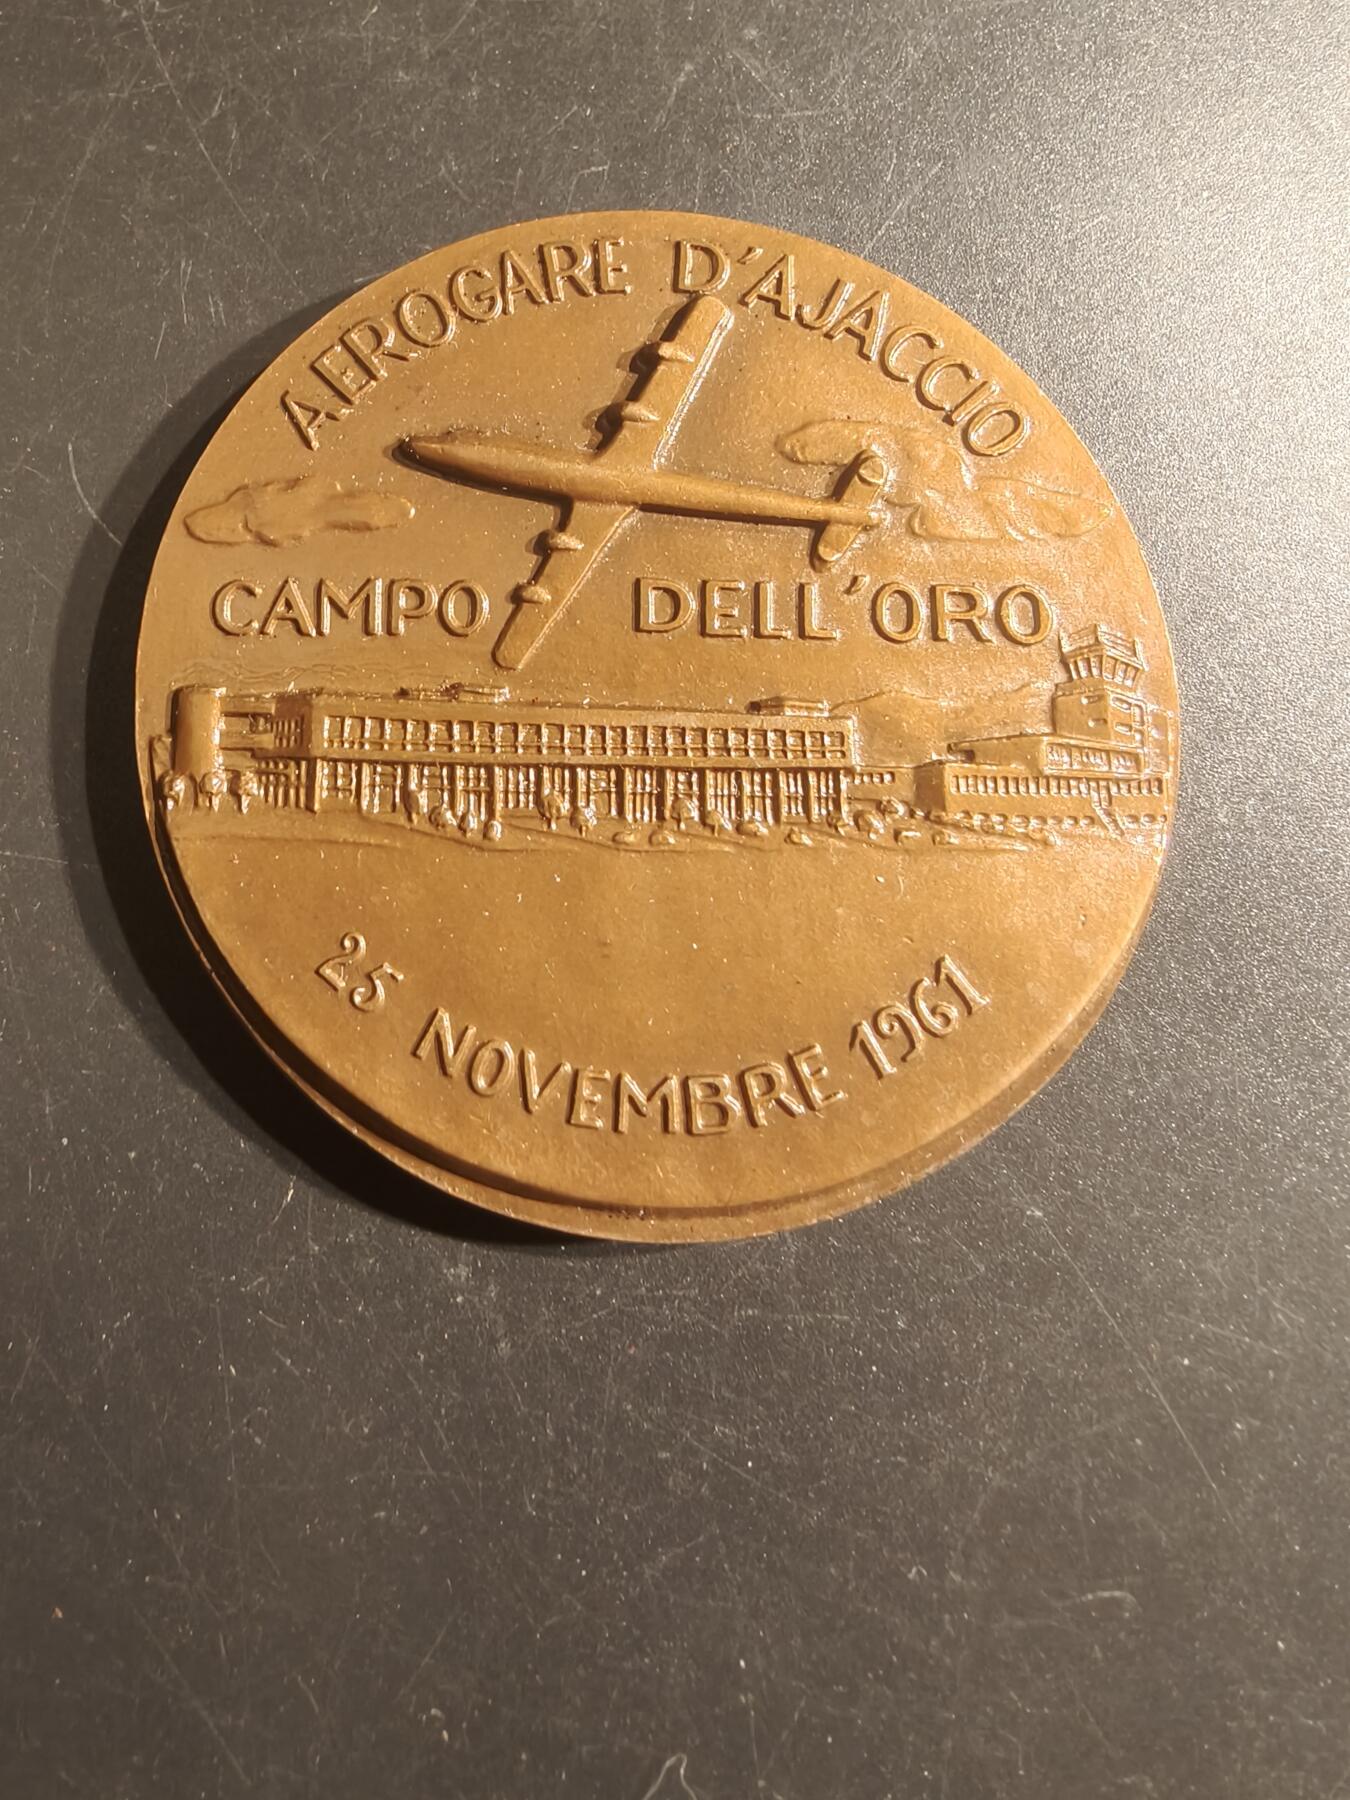 AEROGARE D'AJACCIO
CAMPO DELL'ORO
25 NOVEMBRE 1961